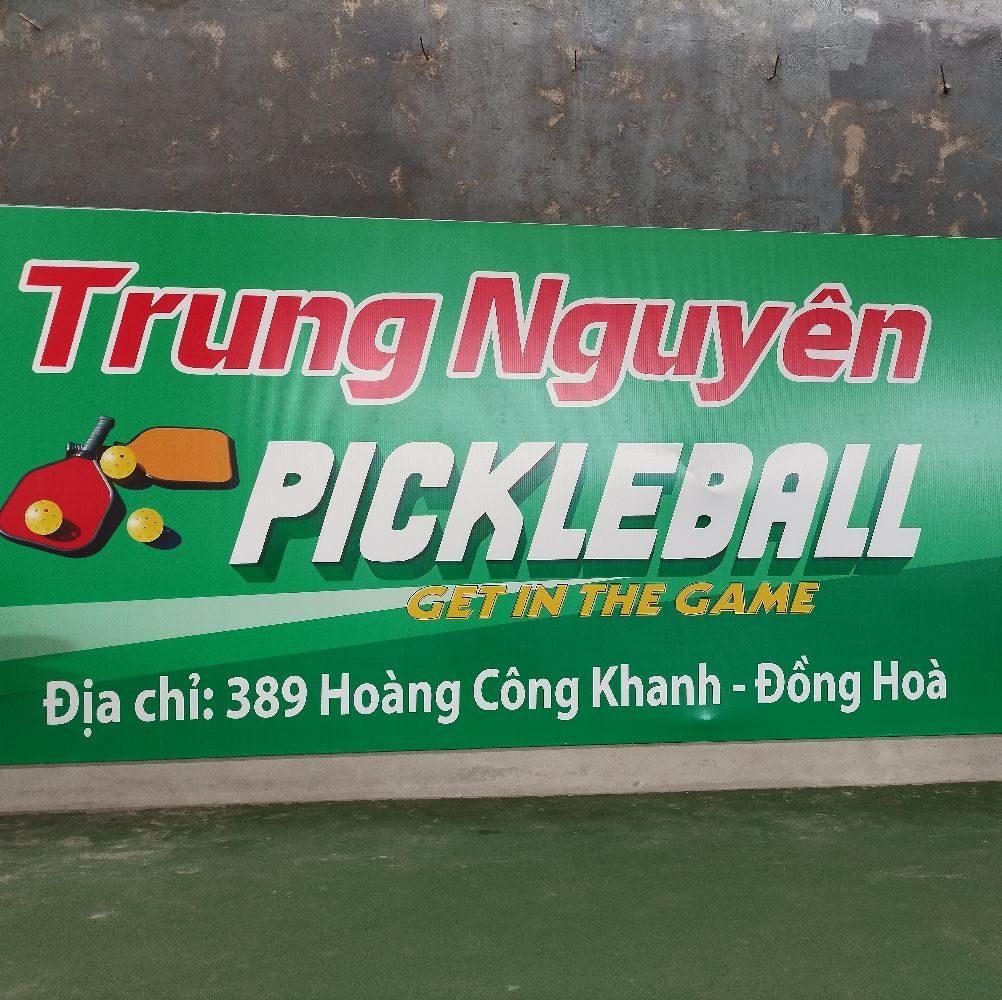 Trung Nguyên
PICKLEBALL
GET IN THE GAME
Địa chỉ: 389 Hoàng Công Khanh - Đồng Hoà